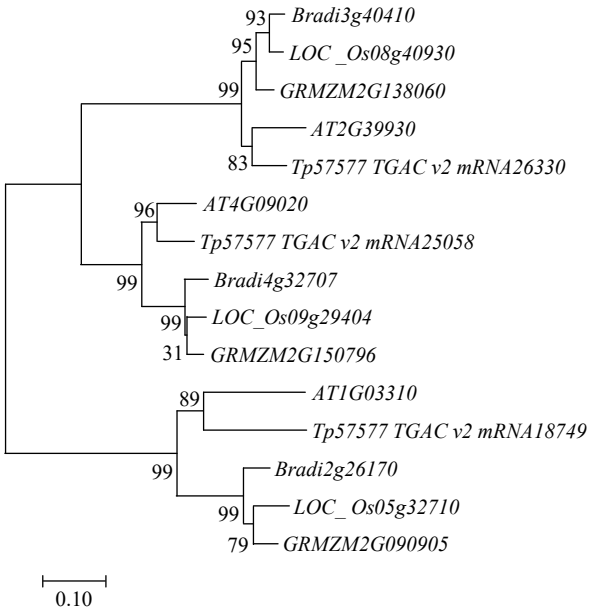 93
Bradi3g40410
95
LOC _Os08g40930
99
GRMZM2G138060
AT2G39930
83
Tp57577 TGAC v2 mRNA26330
96
AT4G09020
Tp57577 TGAC v2 mRNA25058
99
Bradi4g32707
99
LOC_Os09g29404
31
GRMZM2G150796
89
AT1G03310
Tp57577 TGAC v2 mRNA18749
99
Bradi2g26170
99
LOC_ Os05g32710
79
GRMZM2G090905
0.10